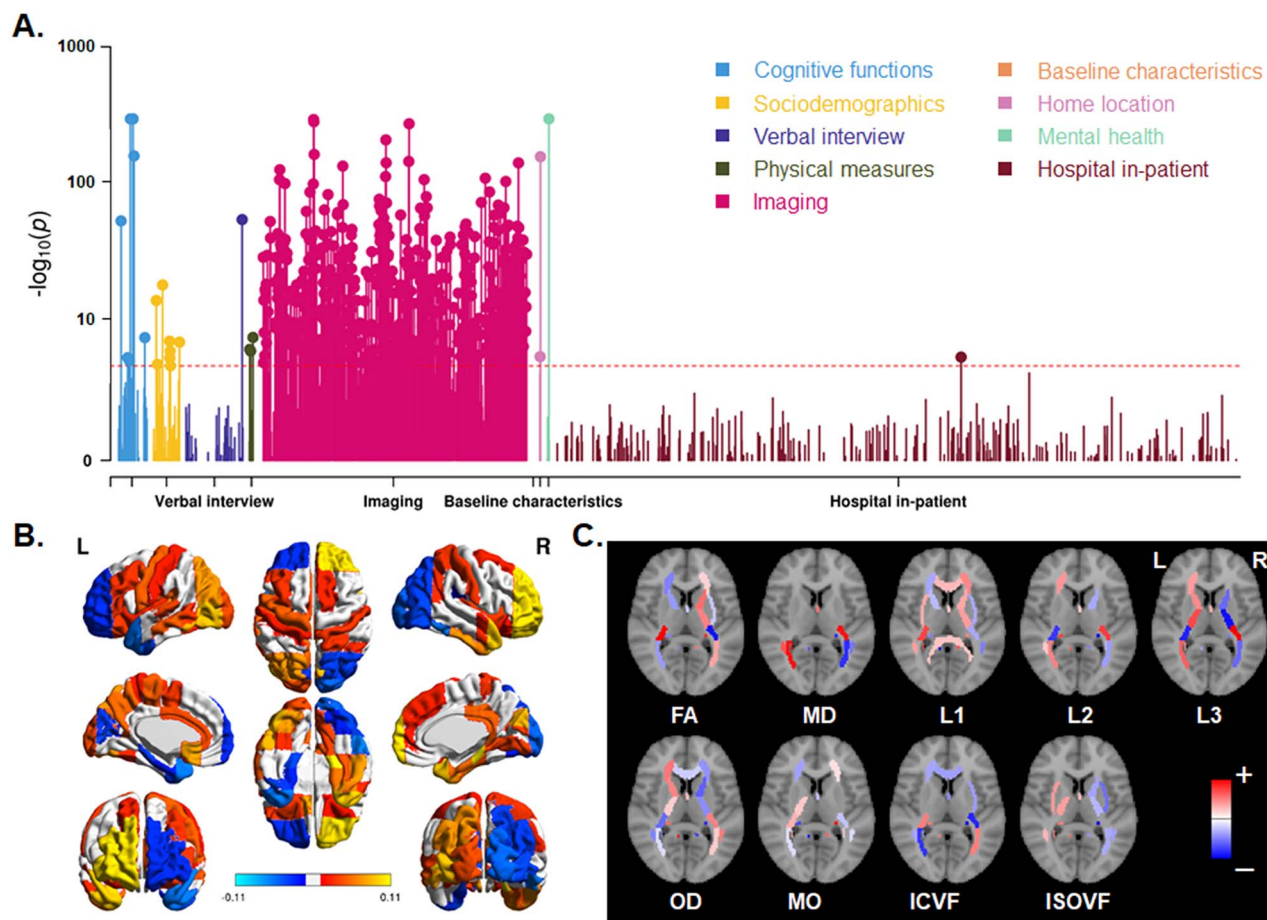 A.
1000
100
10
0
-log10(p)
Cognitive functions
Sociodemographics
Verbal interview
Physical measures
Imaging
Baseline characteristics
Home location
Mental health
Hospital in-patient
Verbal interview
Imaging
Baseline characteristics
Hospital in-patient
B.
L
R
-0.11
0.11
C.
L
R
FA
MD
L1
L2
L3
OD
MO
ICVF
ISOVF
+
–